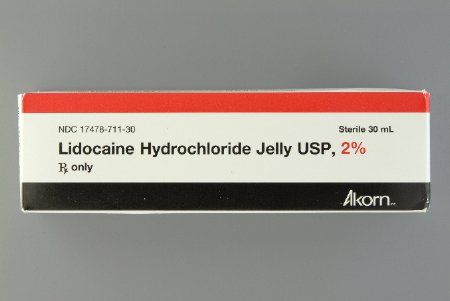 NDC 17478-711-30 Sterile 30 mL
Lidocaine Hydrochloride Jelly USP, 2%
℞ only
Akorn